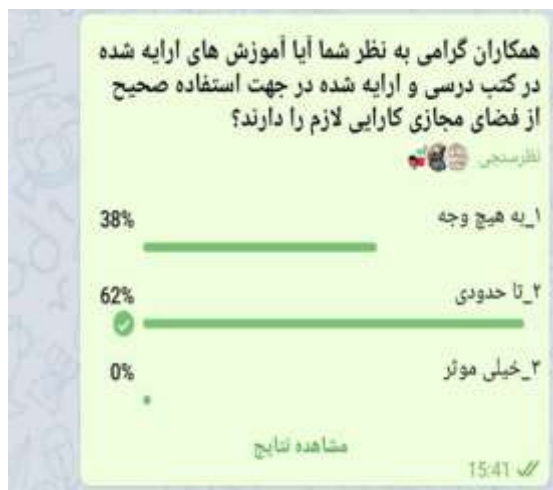 همکاران گرامی به نظر شما آیا آموزش های ارایه شده
در کتب درسی و ارایه شده در جهت استفاده صحیح
از فضای مجازی کارایی لازم را دارند؟
نظرسنجی
۱_به هیچ وجه 38%
۲_تا حدودی 62%
۳_خیلی موثر 0%
مشاهده نتایج
15:41